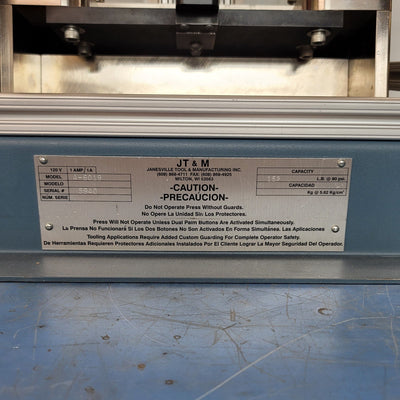 JT & M
JANESVILLE TOOL & MANUFACTURING INC.
MILTON, WI 53563
120 V 1 AMP / 1A
MODEL
MODELO
SERIAL #
NÚM. SERIE
CAPACITY
L.B. @ 80 psi.
CAPACIDAD
Kg @ 5.62 Kg/cm²
-CAUTION-
-PRECAUCION-
Do Not Operate Press Without Guards.
No Opere La Unidad Sin Los Protectores.
Press Will Not Operate Unless Dual Palm Buttons Are Activated Simultaneously.
La Prensa No Funcionará Si Los Dos Botones No Son Activados En Forma Simultánea. Las Aplicaciones
Tooling Applications Require Added Custom Guarding For Complete Operator Safety.
De Herramientas Requieren Protectores Adicionales Instalados Por El Cliente Lograr La Mayor Seguridad Del Operador.